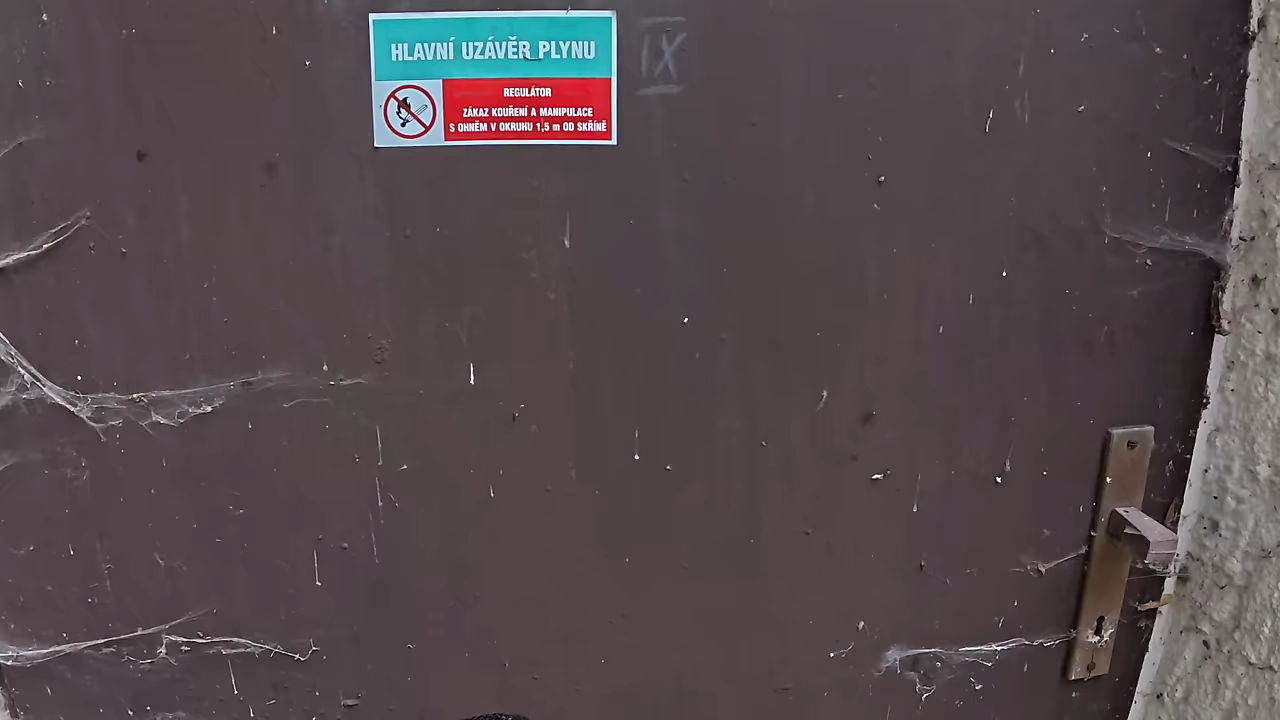 HLAVNÍ UZÁVĚR PLYNU
IX
REGULÁTOR
ZÁKAZ KOUŘENÍ A MANIPULACE
S OHNĚM V OKRUHU 1,5 m OD SKŘÍNĚ